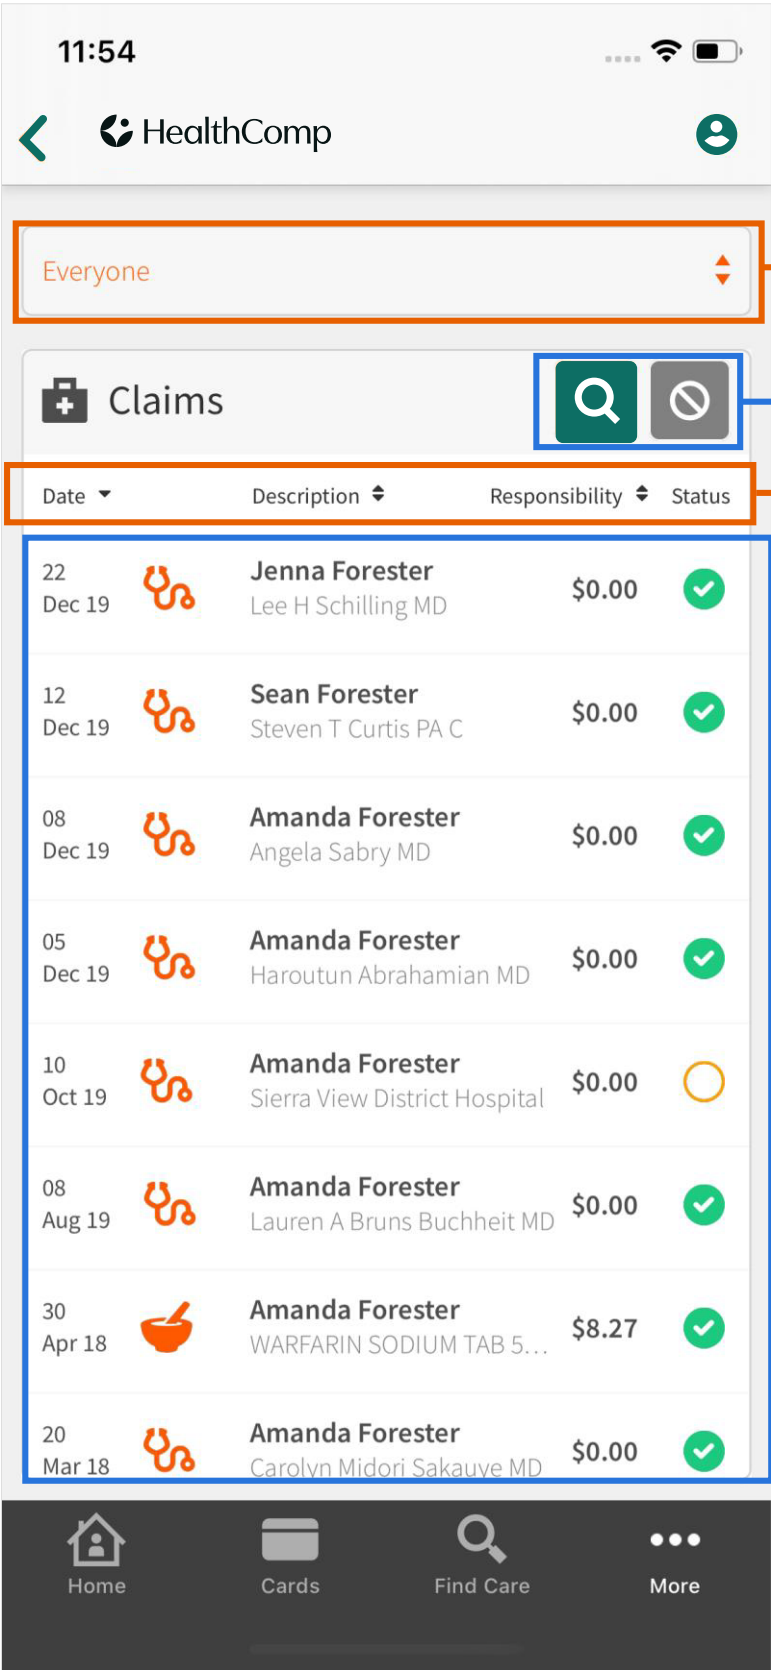 11:54
HealthComp
Everyone
Claims
Date Description Responsibility Status
22 Jenna Forester
Dec 19 Lee H Schilling MD $0.00
12 Sean Forester
Dec 19 Steven T Curtis PA C $0.00
08 Amanda Forester
Dec 19 Angela Sabry MD $0.00
05 Amanda Forester
Dec 19 Haroutun Abrahamian MD $0.00
10 Amanda Forester
Oct 19 Sierra View District Hospital $0.00
08 Amanda Forester
Aug 19 Lauren A Bruns Buchheit MD $0.00
30 Amanda Forester
Apr 18 WARFARIN SODIUM TAB 5... $8.27
20 Amanda Forester
Mar 18 Carolyn Midori Sakauye MD $0.00
Home Cards Find Care More